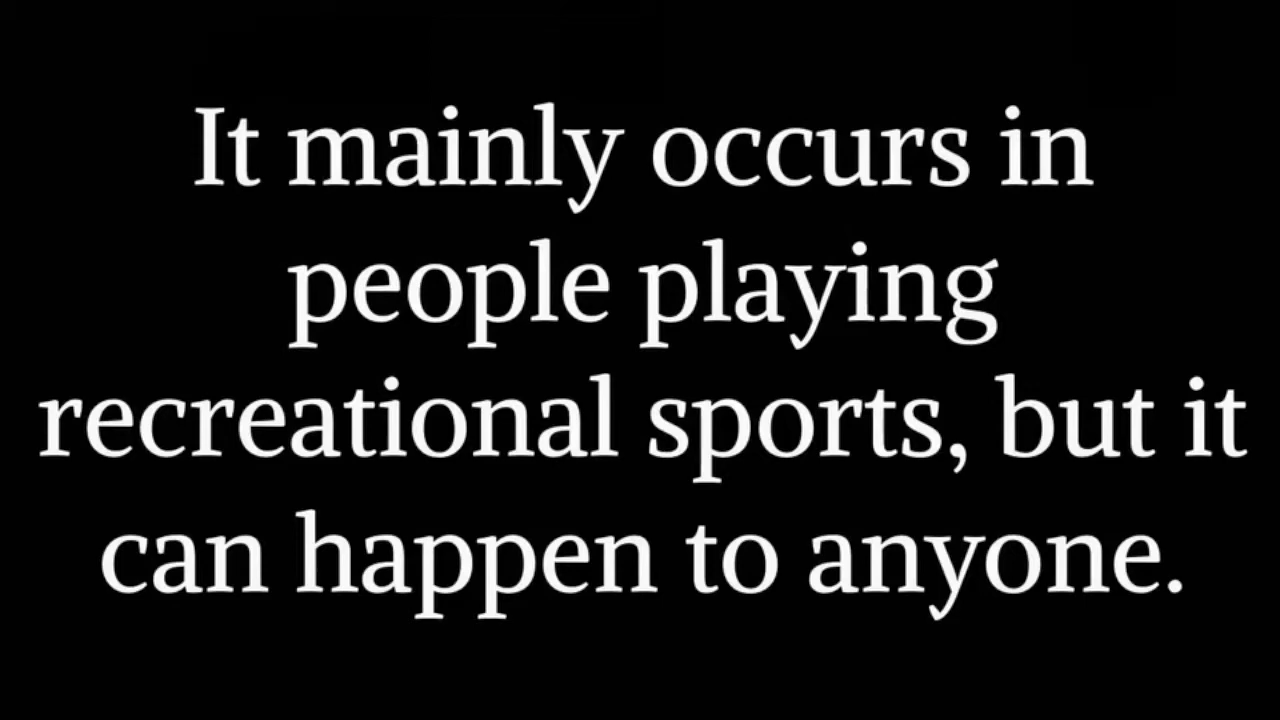 It mainly occurs in
people playing
recreational sports, but it
can happen to anyone.